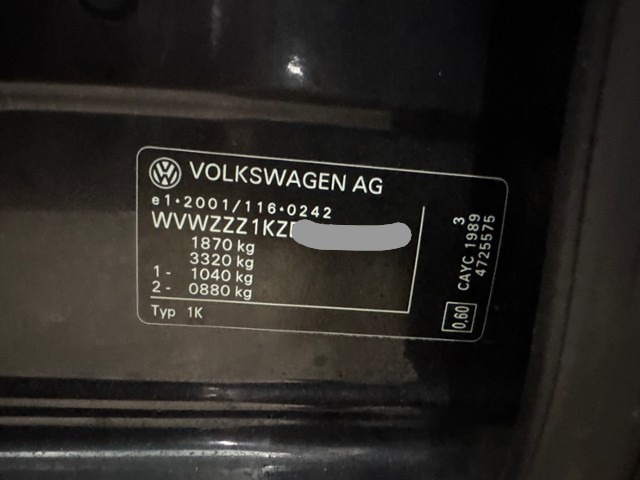 VOLKSWAGEN AG
e1*2001/116*0242
WVWZZZ1KZ
1870 kg
3320 kg
1 - 1040 kg
2 - 0880 kg
Typ 1K
3
CAYC 1989
4725575
0,60